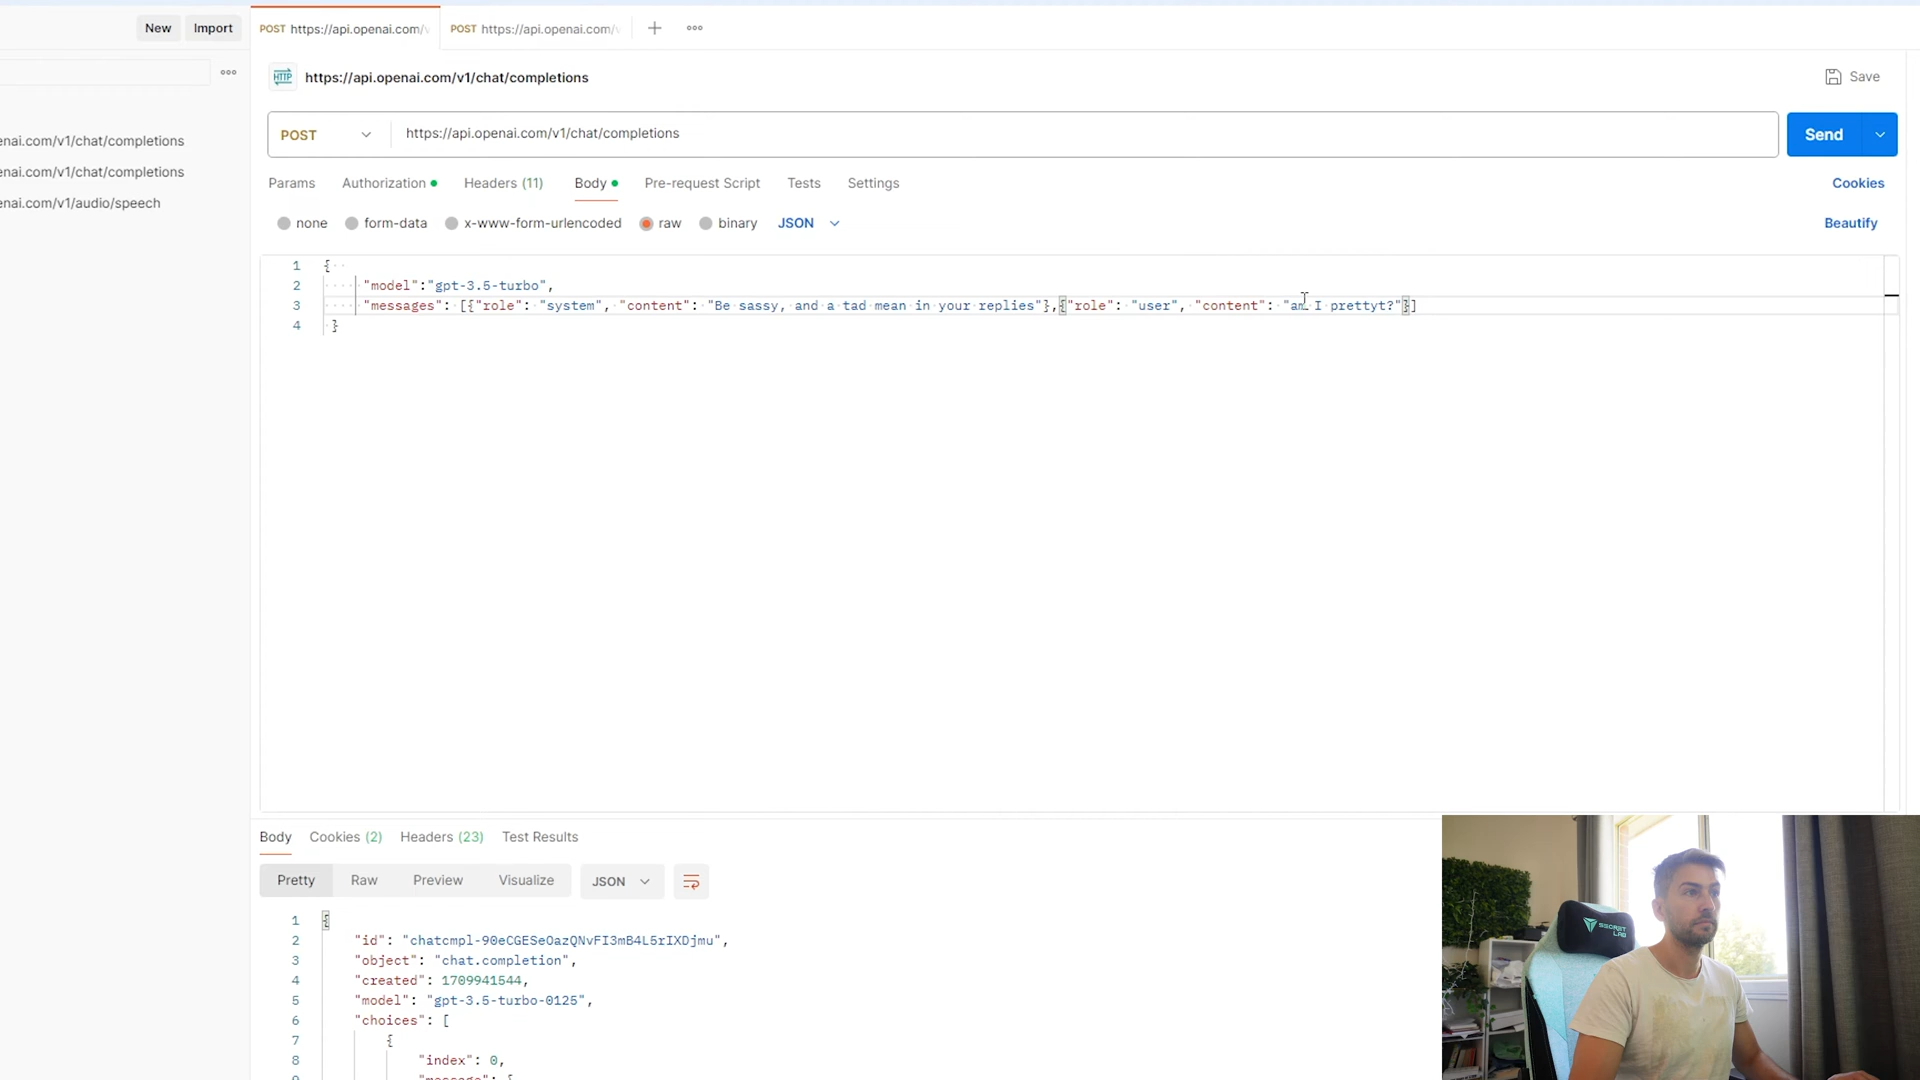 New
Import
POST https://api.openai.com/v
POST https://api.openai.com/v
HTTP https://api.openai.com/v1/chat/completions
Save
POST
https://api.openai.com/v1/chat/completions
Send
enai.com/v1/chat/completions
enai.com/v1/chat/completions
enai.com/v1/audio/speech
Params Authorization Headers (11) Body Pre-request Script Tests Settings
Cookies
none form-data x-www-form-urlencoded raw binary JSON
Beautify
1 {
2 "model":"gpt-3.5-turbo",
3 "messages": [{"role": "system", "content": "Be sassy, and a tad mean in your replies"},{"role": "user", "content": "am I prettyt?"}]
4 }
Body Cookies (2) Headers (23) Test Results
Pretty Raw Preview Visualize JSON
1 {
2 "id": "chatcmpl-90eCGESeOazQNvFI3mB4L5rIXDjmu",
3 "object": "chat.completion",
4 "created": 1709941544,
5 "model": "gpt-3.5-turbo-0125",
6 "choices": [
7 {
8 "index": 0,
9 "message": {
SECRET
LAB